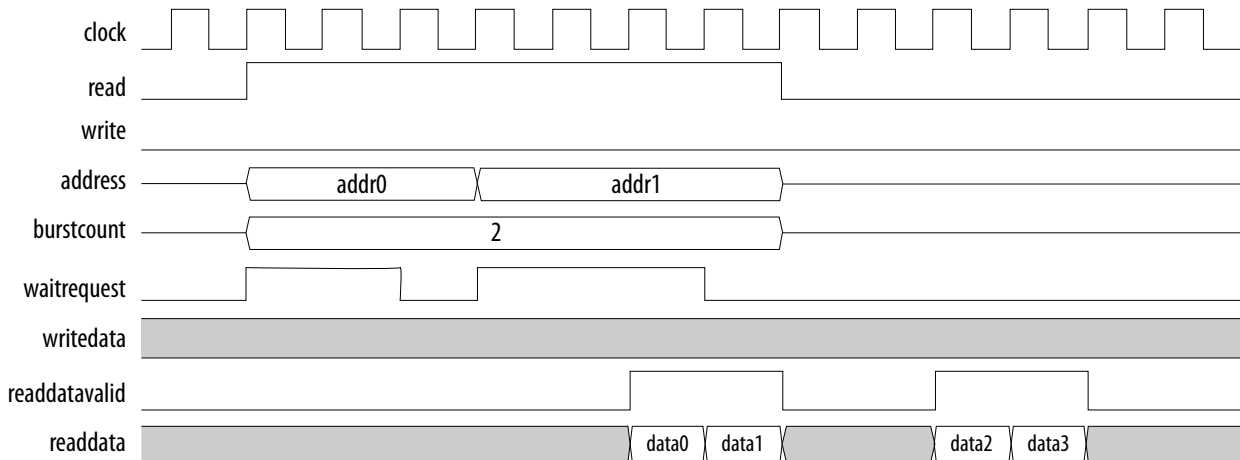 clock
read
write
address addr0 addr1
burstcount 2
waitrequest
writedata
readdatavalid
readdata data0 data1 data2 data3